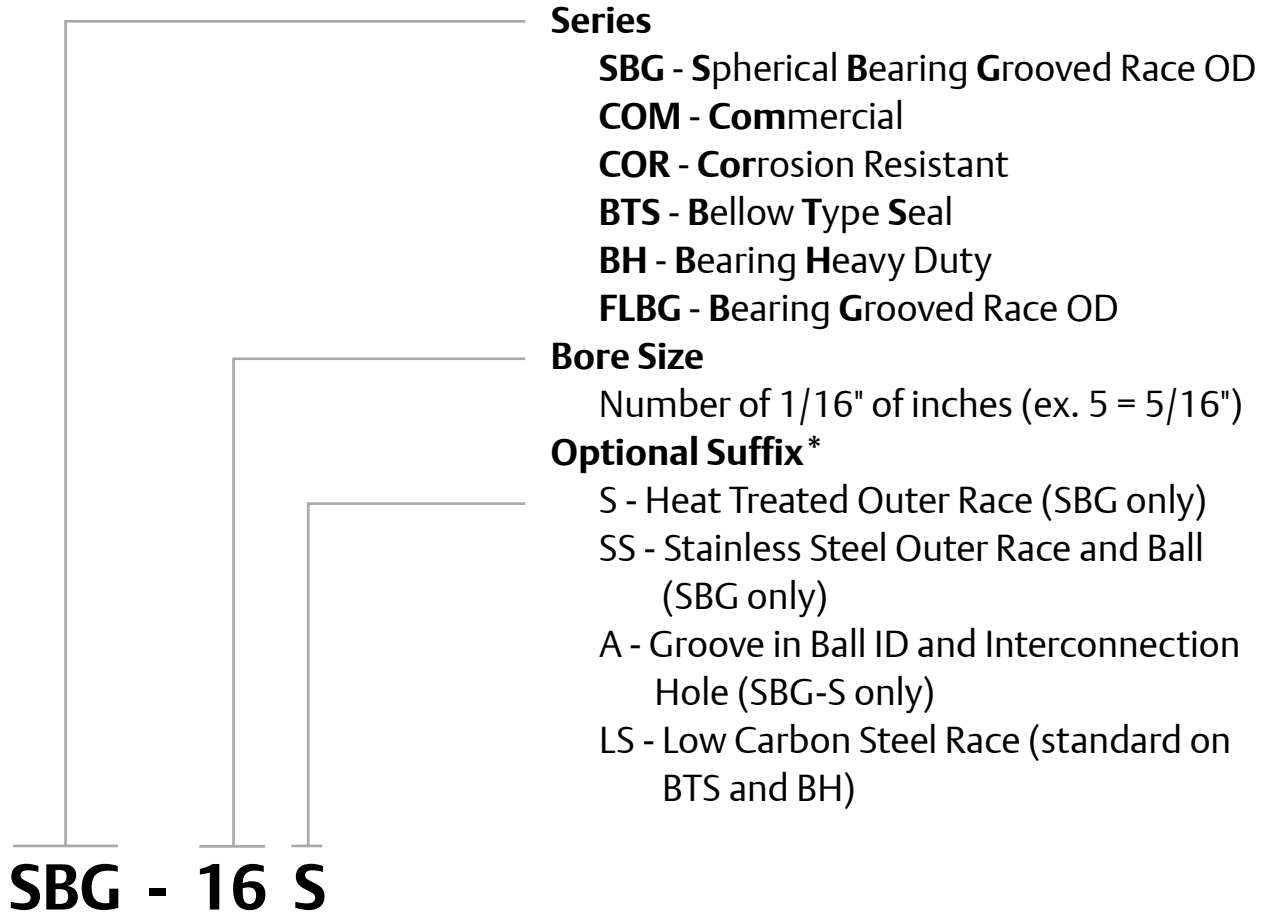 Series
SBG - Spherical Bearing Grooved Race OD
COM - Commercial
COR - Corrosion Resistant
BTS - Bellow Type Seal
BH - Bearing Heavy Duty
FLBG - Bearing Grooved Race OD
Bore Size
Number of 1/16" of inches (ex. 5 = 5/16")
Optional Suffix*
S - Heat Treated Outer Race (SBG only)
SS - Stainless Steel Outer Race and Ball
(SBG only)
A - Groove in Ball ID and Interconnection
Hole (SBG-S only)
LS - Low Carbon Steel Race (standard on
BTS and BH)
SBG - 16 S